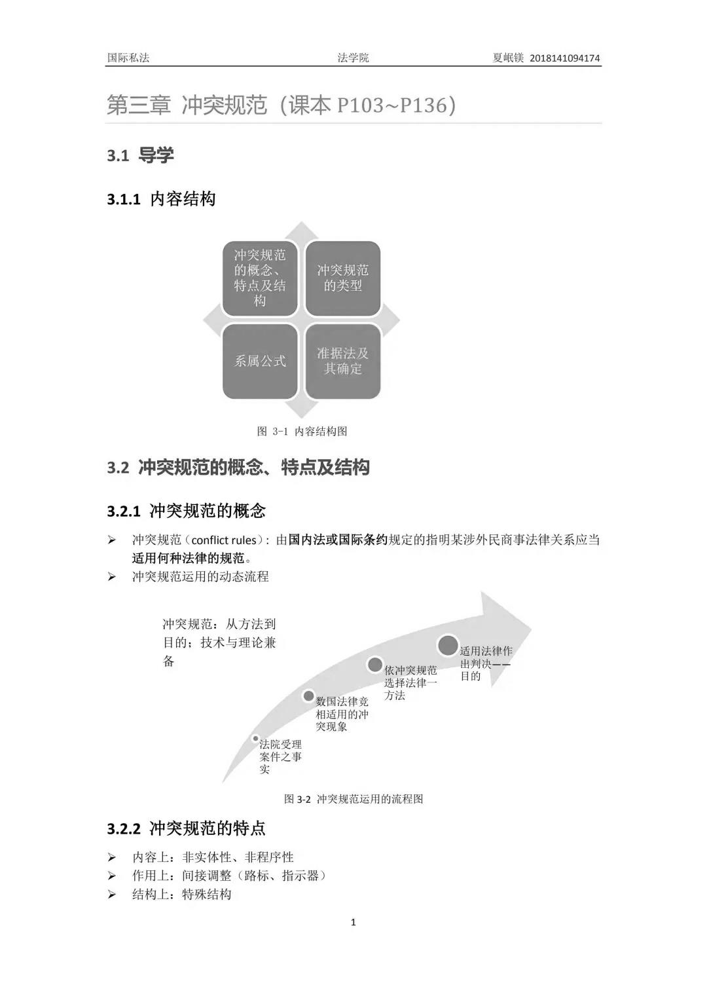 国际私法 法学院 夏岷镁 2018141094174
第三章 冲突规范（课本 P103~P136）
3.1 导学
3.1.1 内容结构
冲突规范
的概念、
特点及结
构
冲突规范
的类型
系属公式
准据法及
其确定
图 3-1 内容结构图
3.2 冲突规范的概念、特点及结构
3.2.1 冲突规范的概念
➢ 冲突规范（conflict rules）：由国内法或国际条约规定的指明某涉外民商事法律关系应当
适用何种法律的规范。
➢ 冲突规范运用的动态流程
冲突规范：从方法到
目的；技术与理论兼
备
法院受理
案件之事
实
数国法律竞
相适用的冲
突现象
依冲突规范
选择法律一
方法
适用法律作
出判决——
目的
图 3-2 冲突规范运用的流程图
3.2.2 冲突规范的特点
➢ 内容上：非实体性、非程序性
➢ 作用上：间接调整（路标、指示器）
➢ 结构上：特殊结构
1